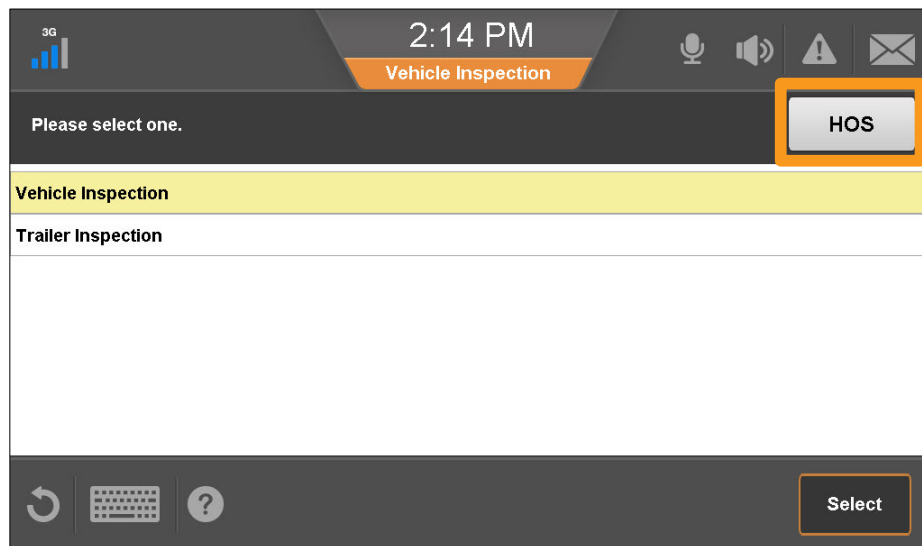 3G
2:14 PM
Vehicle Inspection
Please select one.
HOS
Vehicle Inspection
Trailer Inspection
?
Select